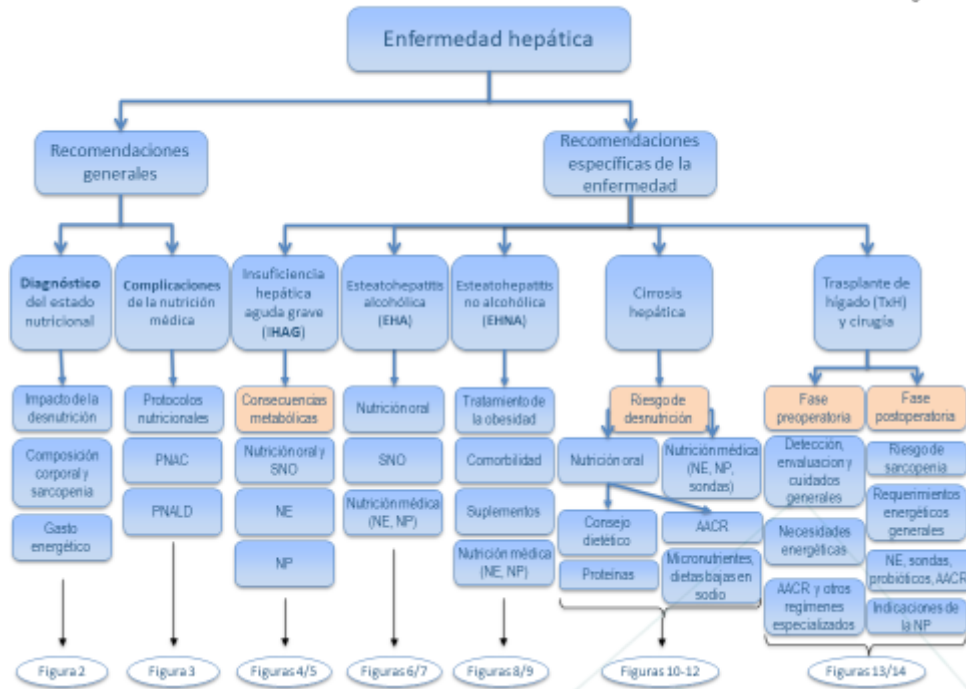 Enfermedad hepática
Recomendaciones
generales
Recomendaciones
específicas de la
enfermedad
Diagnóstico
del estado
nutricional
Complicaciones
de la nutrición
médica
Insuficiencia
hepática
aguda grave
(IHAG)
Esteatohepatitis
alcohólica
(EHA)
Esteatohepatitis
no alcohólica
(EHNA)
Cirrosis
hepática
Trasplante de
hígado (TxH)
y cirugía
Impacto de la
desnutrición
Composición
corporal y
sarcopenia
Gasto
energético
Protocolos
nutricionales
PNAC
PNALD
Consecuencias
metabólicas
Nutrición oral y
SNO
NE
NP
Nutrición oral
SNO
Nutrición médica
(NE, NP)
Tratamiento de
la obesidad
Comorbilidad
Suplementos
Nutrición médica
(NE, NP)
Riesgo de
desnutrición
Nutrición oral
Nutrición médica
(NE, NP,
sondas)
Consejo
dietético
Proteínas
AACR
Micronutrientes,
dietas bajas en
sodio
Fase
preoperatoria
Detección,
envaluacion y
cuidados
generales
Necesidades
energéticas
AACR y otros
regímenes
especializados
Fase
postoperatoria
Riesgo de
sarcopenia
Requerimientos
energéticos
generales
NE, sondas,
probióticos, AACR
Indicaciones de
la NP
Figura 2
Figura 3
Figuras 4/5
Figuras 6/7
Figuras 8/9
Figuras 10-12
Figuras 13/14